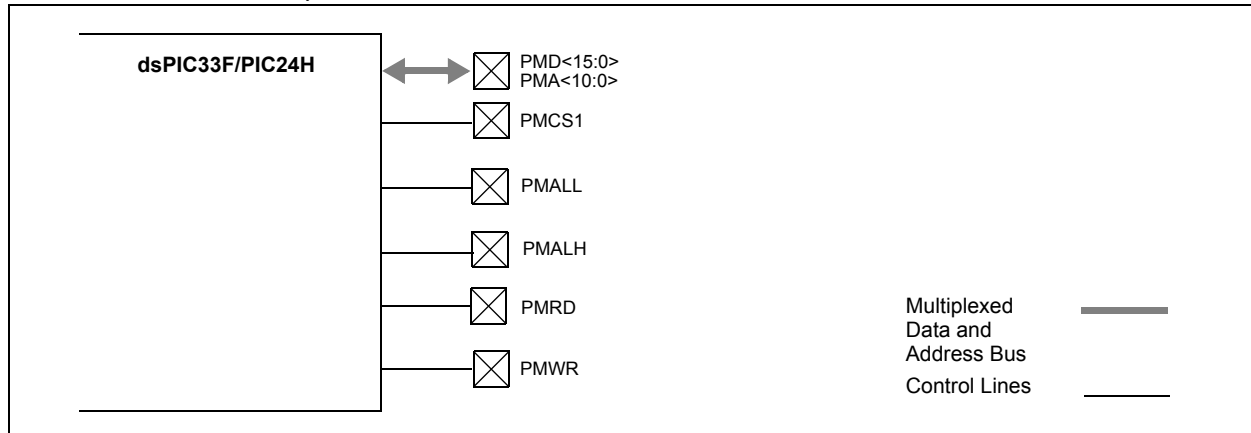 dsPIC33F/PIC24H
PMD<15:0>
PMA<10:0>
PMCS1
PMALL
PMALH
PMRD
PMWR
Multiplexed
Data and
Address Bus
Control Lines